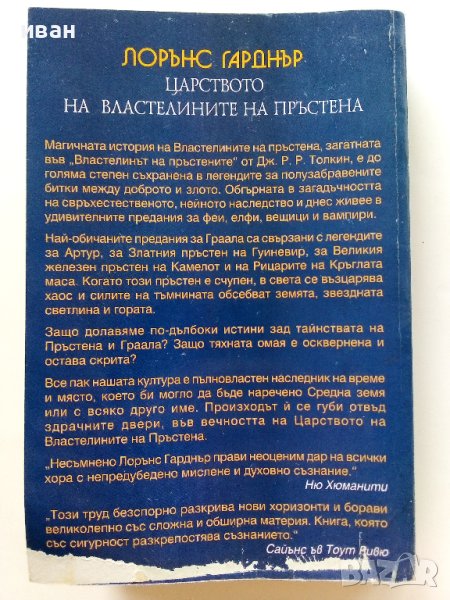 иван
ЛОРЪНС ГАРДНЪР
ЦАРСТВОТО
НА ВЛАСТЕЛИНИТЕ НА ПРЪСТЕНА
Магичната история на Властелините на пръстена, загатната
във „Властелинът на пръстените" от Дж. Р. Р. Толкин, е до
голяма степен съхранена в легендите за полузабравените
битки между доброто и злото. Обгърната в загадъчността
на свръхестественото, нейното наследство и днес живее в
удивителните предания за феи, елфи, вещици и вампири.
Най-обичаните предания за Граала са свързани с легендите
за Артур, за Златния пръстен на Гуиневир, за Великия
железен пръстен на Камелот и на Рицарите на Кръглата
маса. Когато този пръстен е счупен, в света се възцарява
хаос и силите на тъмнината обсебват земята, звездната
светлина и гората.
Защо долавяме по-дълбоки истини зад тайнствата на
Пръстена и Граала? Защо тяхната омая е осквернена и
остава скрита?
Все пак нашата култура е пълновластен наследник на време
и място, което би могло да бъде наречено Средна земя
или с всяко друго име. Произходът ѝ се губи отвъд
здрачните двери, във вечността на Царството на
Властелините на Пръстена.
„Несъмнено Лорънс Гарднър прави неоценим дар на всички
хора с непредубедено мислене и духовно съзнание."
Ню Хюманити
„Този труд безспорно разкрива нови хоризонти и борави
великолепно със сложна и обширна материя. Книга, която
със сигурност разкрепостява съзнанието."
Сайънс ъв Тоут Ривю
BAZAR